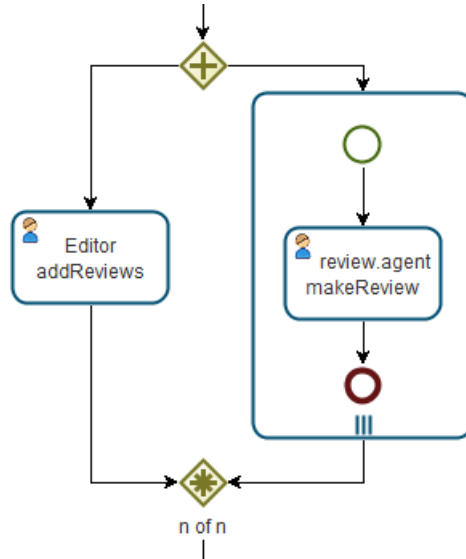 Editor
addReviews
review.agent
makeReview
n of n